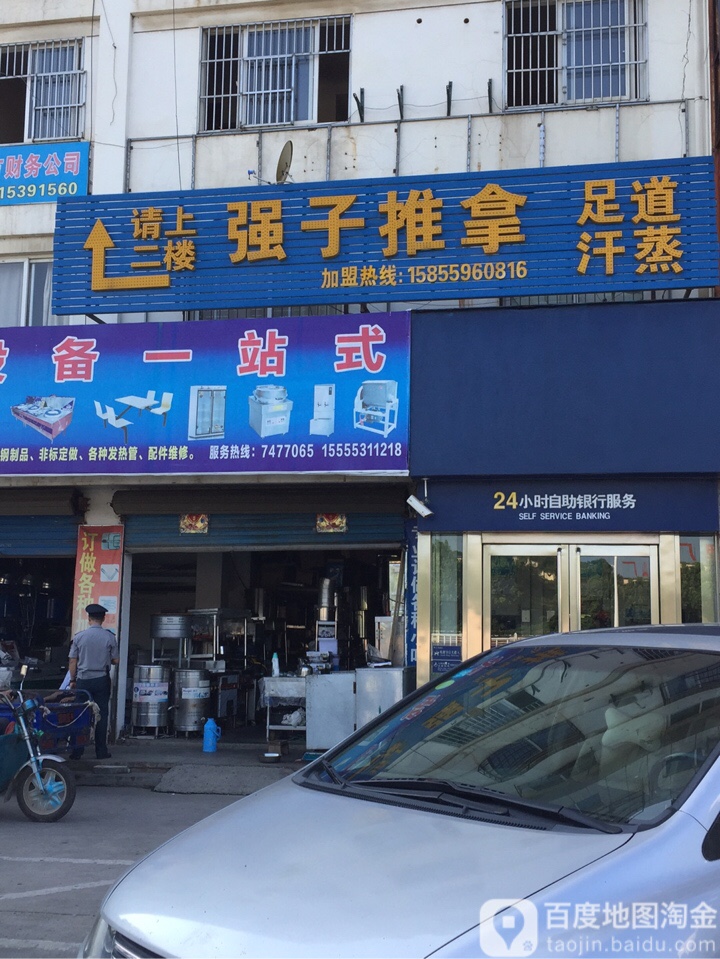 财务公司
15391560
请上
二楼
强子推拿
足道
汗蒸
加盟热线:15855960816
设备一站式
钢制品、非标定做、各种发热管、配件维修。 服务热线:7477065 15555311218
24小时自助银行服务
SELF SERVICE BANKING
订做各种
百度地图淘金
taojin.baidu.com